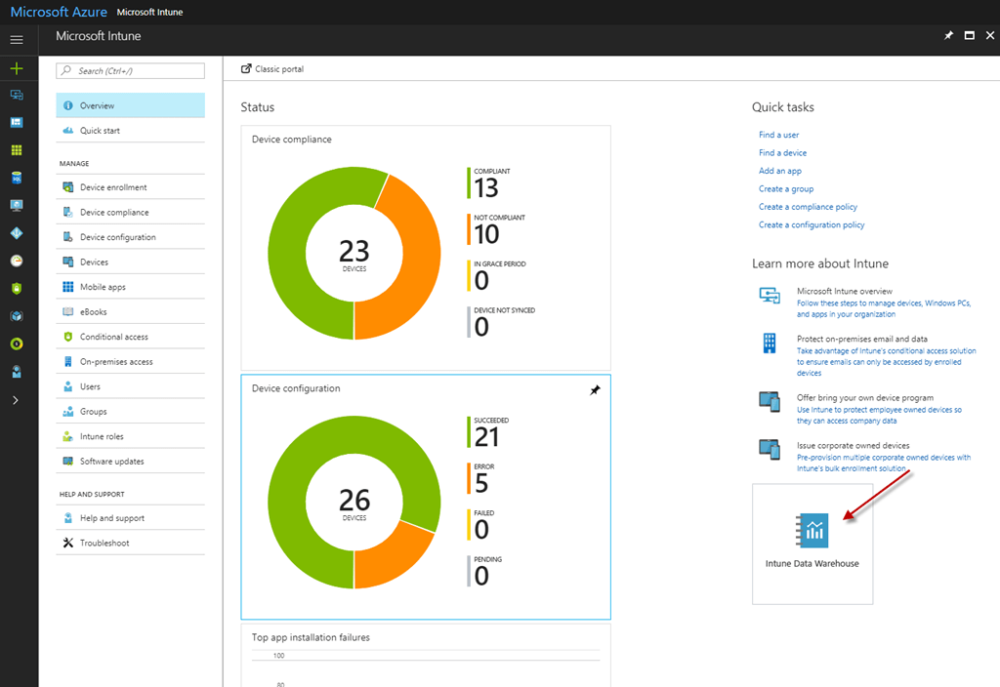 Microsoft Azure Microsoft Intune
Microsoft Intune
Search (Ctrl+/)
Overview
Quick start
MANAGE
Device enrollment
Device compliance
Device configuration
Devices
Mobile apps
eBooks
Conditional access
On-premises access
Users
Groups
Intune roles
Software updates
HELP AND SUPPORT
Help and support
Troubleshoot
Classic portal
Status
Device compliance
23
DEVICES
COMPLIANT
13
NOT COMPLIANT
10
IN GRACE PERIOD
0
DEVICE NOT SYNCED
0
Device configuration
26
DEVICES
SUCCEEDED
21
ERROR
5
FAILED
0
PENDING
0
Top app installation failures
100
80
Quick tasks
Find a user
Find a device
Add an app
Create a group
Create a compliance policy
Create a configuration policy
Learn more about Intune
Microsoft Intune overview
Follow these steps to manage devices, Windows PCs,
and apps in your organization
Protect on-premises email and data
Take advantage of Intune's conditional access solution
to ensure emails can only be accessed by enrolled
devices
Offer bring your own device program
Use Intune to protect employee owned devices so
they can access company data
Issue corporate owned devices
Pre-provision multiple corporate owned devices with
Intune's bulk enrollment solution
Intune Data Warehouse